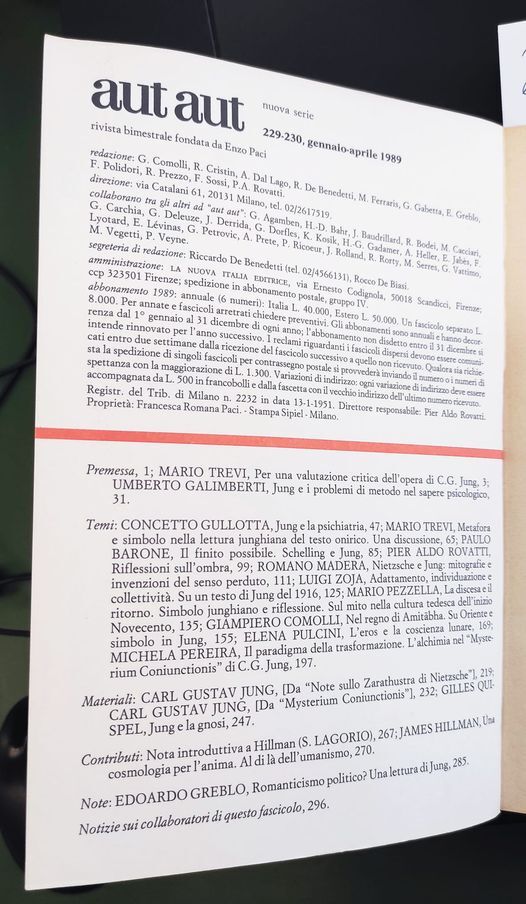 aut aut
nuova serie
229-230, gennaio-aprile 1989
rivista bimestrale fondata da Enzo Paci
redazione: G. Comolli, R. Cristin, A. Dal Lago, R. De Benedetti, M. Ferraris, G. Gabetta, E. Greblo,
F. Polidori, R. Prezzo, F. Sossi, P.A. Rovatti.
direzione: via Catalani 61, 20131 Milano, tel. 02/2617519.
collaborano tra gli altri ad "aut aut": G. Agamben, H.-D. Bahr, J. Baudrillard, R. Bodei, M. Cacciari,
G. Carchia, G. Deleuze, J. Derrida, G. Dorfles, K. Kosik, H.-G. Gadamer, A. Heller, E. Jabès, F.
Lyotard, E. Lévinas, G. Petrovic, A. Prete, P. Ricoeur, J. Rolland, R. Rorty, M. Serres, G. Vattimo,
M. Vegetti, P. Veyne.
segreteria di redazione: Riccardo De Benedetti (tel. 02/4566131), Rocco De Biasi.
amministrazione: LA NUOVA ITALIA EDITRICE, via Ernesto Codignola, 50018 Scandicci, Firenze;
ccp 323501 Firenze; spedizione in abbonamento postale, gruppo IV.
abbonamento 1989: annuale (6 numeri): Italia L. 40.000, Estero L. 50.000. Un fascicolo separato L.
8.000. Per annate e fascicoli arretrati chiedere preventivi. Gli abbonamenti sono annuali e hanno decor-
renza dal 1° gennaio al 31 dicembre di ogni anno; l'abbonamento non disdetto entro il 31 dicembre si
intende rinnovato per l'anno successivo. I reclami riguardanti i fascicoli dispersi devono essere comuni-
cati entro due settimane dalla ricezione del fascicolo successivo a quello non ricevuto. Qualora sia richie-
sta la spedizione di singoli fascicoli per contrassegno postale si provvederà inviando il numero o i numeri di
spettanza con la maggiorazione di L. 1.300. Variazioni di indirizzo: ogni variazione di indirizzo deve essere
accompagnata da L. 500 in francobolli e dalla fascetta con il vecchio indirizzo dell'ultimo numero ricevuto.
Registr. del Trib. di Milano n. 2232 in data 13-1-1951. Direttore responsabile: Pier Aldo Rovatti.
Proprietà: Francesca Romana Paci. - Stampa Sipiel - Milano.
Premessa, 1; MARIO TREVI, Per una valutazione critica dell'opera di C.G. Jung, 3;
UMBERTO GALIMBERTI, Jung e i problemi di metodo nel sapere psicologico,
31.
Temi: CONCETTO GULLOTTA, Jung e la psichiatria, 47; MARIO TREVI, Metafora
e simbolo nella lettura junghiana del testo onirico. Una discussione, 65; PAULO
BARONE, Il finito possibile. Schelling e Jung, 85; PIER ALDO ROVATTI,
Riflessioni sull'ombra, 99; ROMANO MADERA, Nietzsche e Jung: mitografie e
invenzioni del senso perduto, 111; LUIGI ZOJA, Adattamento, individuazione e
collettività. Su un testo di Jung del 1916, 125; MARIO PEZZELLA, La discesa e il
ritorno. Simbolo junghiano e riflessione. Sul mito nella cultura tedesca dell'inizio
Novecento, 135; GIAMPIERO COMOLLI, Nel regno di Amitâbha. Su Oriente e
simbolo in Jung, 155; ELENA PULCINI, L'eros e la coscienza lunare, 169;
MICHELA PEREIRA, Il paradigma della trasformazione. L'alchimia nel "Myste-
rium Coniunctionis" di C.G. Jung, 197.
Materiali: CARL GUSTAV JUNG, [Da "Note sullo Zarathustra di Nietzsche"], 219;
CARL GUSTAV JUNG, [Da "Mysterium Coniunctionis"], 232; GILLES QUI-
SPEL, Jung e la gnosi, 247.
Contributi: Nota introduttiva a Hillman (S. LAGORIO), 267; JAMES HILLMAN, Una
cosmologia per l'anima. Al di là dell'umanismo, 270.
Note: EDOARDO GREBLO, Romanticismo politico? Una lettura di Jung, 285.
Notizie sui collaboratori di questo fascicolo, 296.